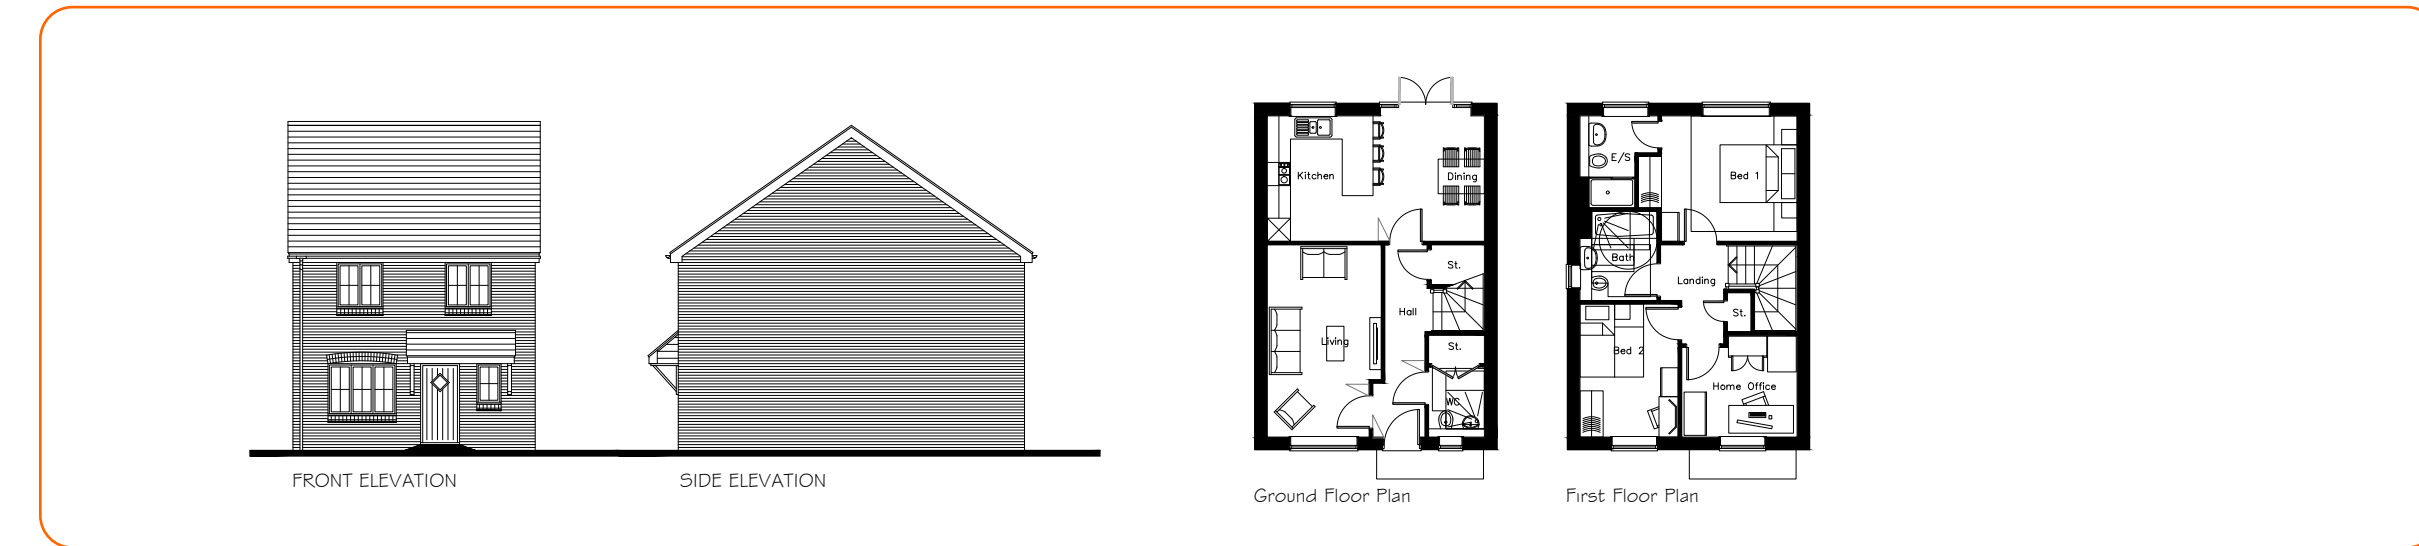 FRONT ELEVATION
SIDE ELEVATION
Kitchen
Dining
St.
Hall
Living
St.
WC
Ground Floor Plan
E/S
Bed 1
Bath
Landing
St.
Bed 2
Home Office
First Floor Plan